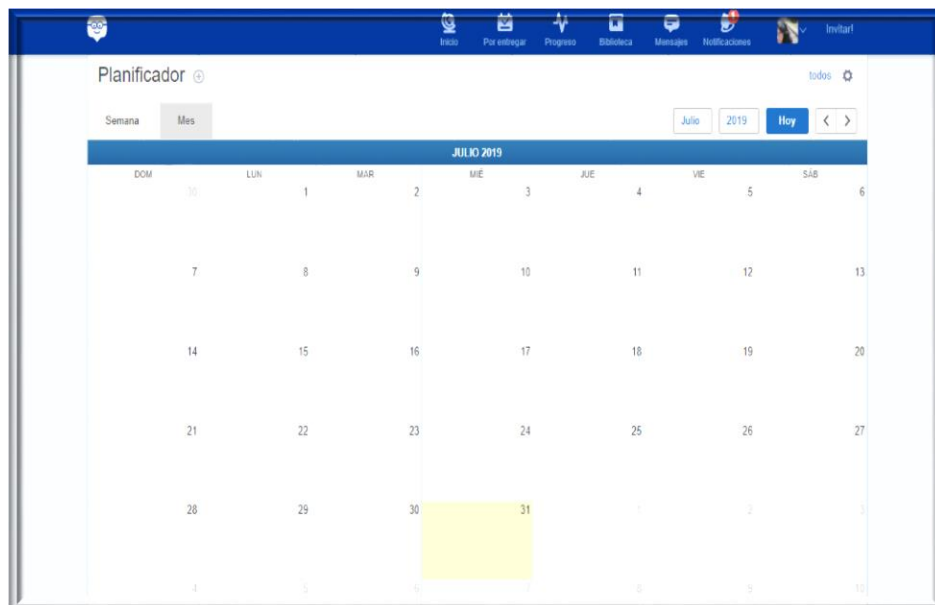 Inicio Por entregar Progreso Biblioteca Mensajes Notificaciones Invitar!
Planificador
todos
Semana Mes Julio 2019 Hoy
JULIO 2019
DOM LUN MAR MIÉ JUE VIE SÁB
30 1 2 3 4 5 6
7 8 9 10 11 12 13
14 15 16 17 18 19 20
21 22 23 24 25 26 27
28 29 30 31 1 2 3
4 5 6 7 8 9 10